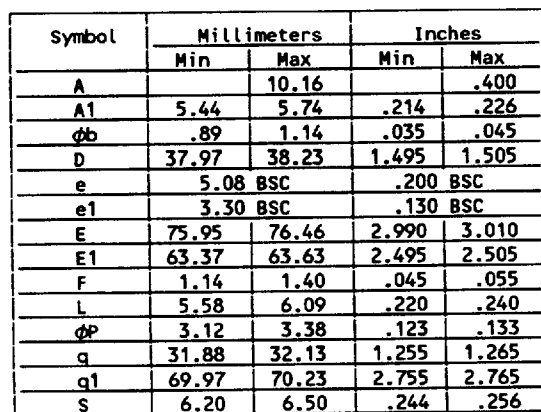 Symbol Millimeters Inches
Min Max Min Max
A 10.16 .400
A1 5.44 5.74 .214 .226
φb .89 1.14 .035 .045
D 37.97 38.23 1.495 1.505
e 5.08 BSC .200 BSC
e1 3.30 BSC .130 BSC
E 75.95 76.46 2.990 3.010
E1 63.37 63.63 2.495 2.505
F 1.14 1.40 .045 .055
L 5.58 6.09 .220 .240
φP 3.12 3.38 .123 .133
q 31.88 32.13 1.255 1.265
q1 69.97 70.23 2.755 2.765
S 6.20 6.50 .244 .256